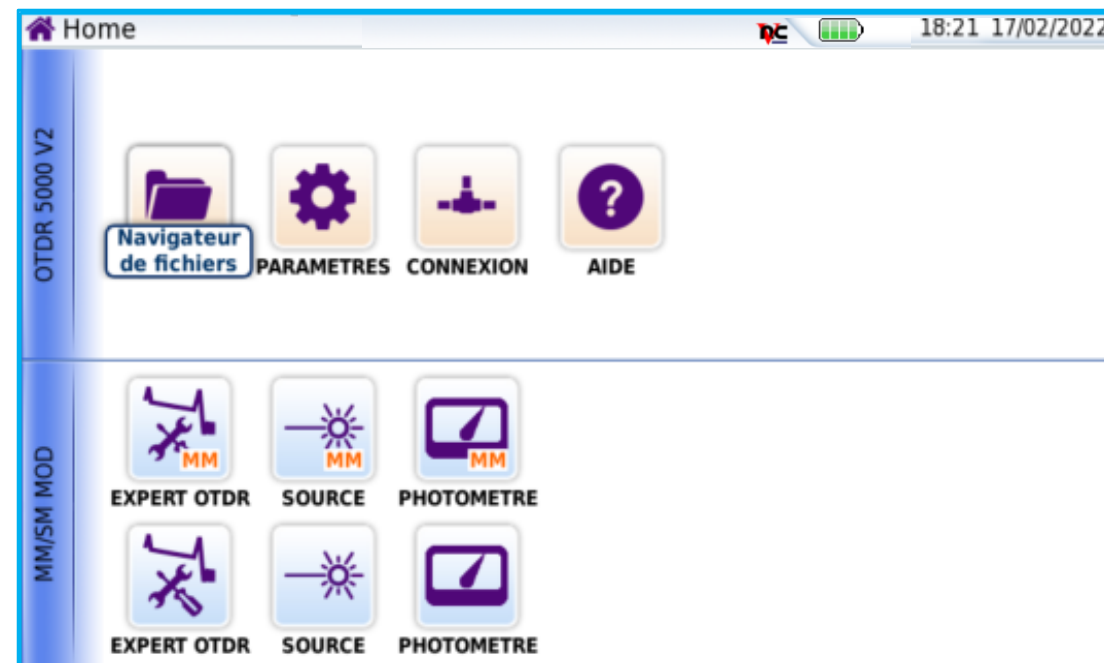 Home
18:21 17/02/2022
OTDR 5000 V2
Navigateur
de fichiers
PARAMETRES
CONNEXION
?
AIDE
MM/SM MOD
MM
MM
MM
EXPERT OTDR
SOURCE
PHOTOMETRE
EXPERT OTDR
SOURCE
PHOTOMETRE